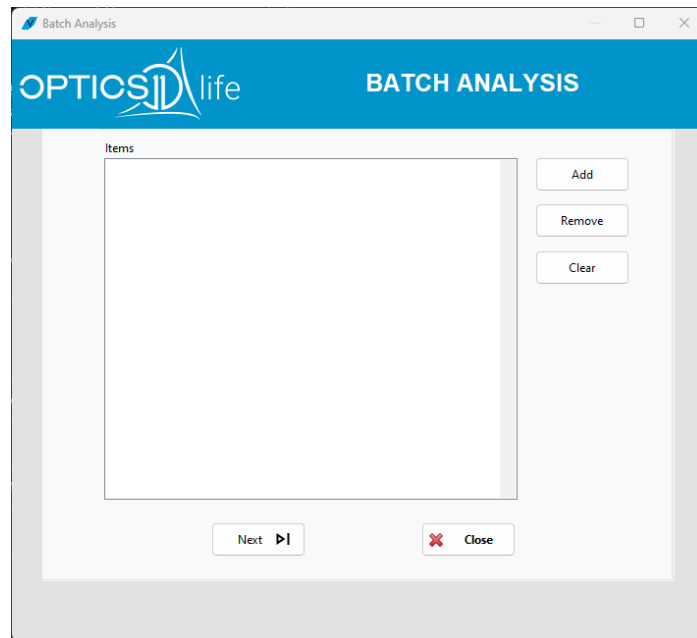 Batch Analysis
OPTICS11 life
BATCH ANALYSIS
Items
Add
Remove
Clear
Next
Close